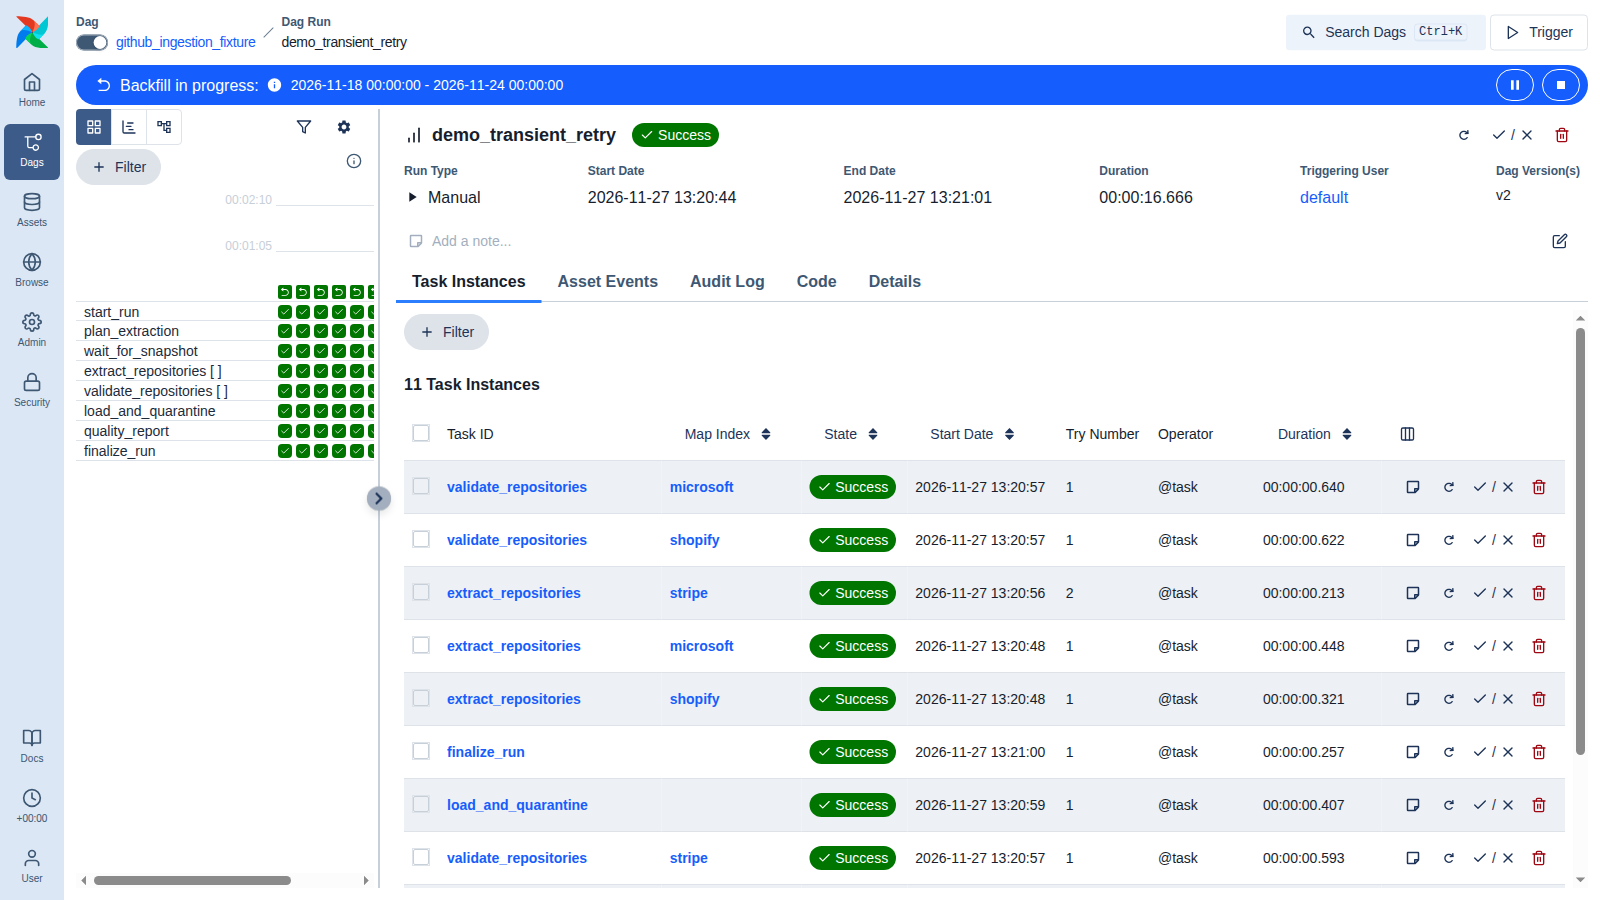 Dag
github_ingestion_fixture
/
Dag Run
demo_transient_retry
Search Dags Ctrl+K
Trigger
Home
Dags
Assets
Browse
Admin
Security
Docs
+00:00
User
Backfill in progress: 2026-11-18 00:00:00 - 2026-11-24 00:00:00
Filter
00:02:10
00:01:05
start_run
plan_extraction
wait_for_snapshot
extract_repositories [ ]
validate_repositories [ ]
load_and_quarantine
quality_report
finalize_run
demo_transient_retry Success
/
Run Type Start Date End Date Duration Triggering User Dag Version(s)
Manual 2026-11-27 13:20:44 2026-11-27 13:21:01 00:00:16.666 default v2
Add a note...
Task Instances Asset Events Audit Log Code Details
Filter
11 Task Instances
Task ID Map Index State Start Date Try Number Operator Duration
validate_repositories microsoft Success 2026-11-27 13:20:57 1 @task 00:00:00.640 /
validate_repositories shopify Success 2026-11-27 13:20:57 1 @task 00:00:00.622 /
extract_repositories stripe Success 2026-11-27 13:20:56 2 @task 00:00:00.213 /
extract_repositories microsoft Success 2026-11-27 13:20:48 1 @task 00:00:00.448 /
extract_repositories shopify Success 2026-11-27 13:20:48 1 @task 00:00:00.321 /
finalize_run Success 2026-11-27 13:21:00 1 @task 00:00:00.257 /
load_and_quarantine Success 2026-11-27 13:20:59 1 @task 00:00:00.407 /
validate_repositories stripe Success 2026-11-27 13:20:57 1 @task 00:00:00.593 /